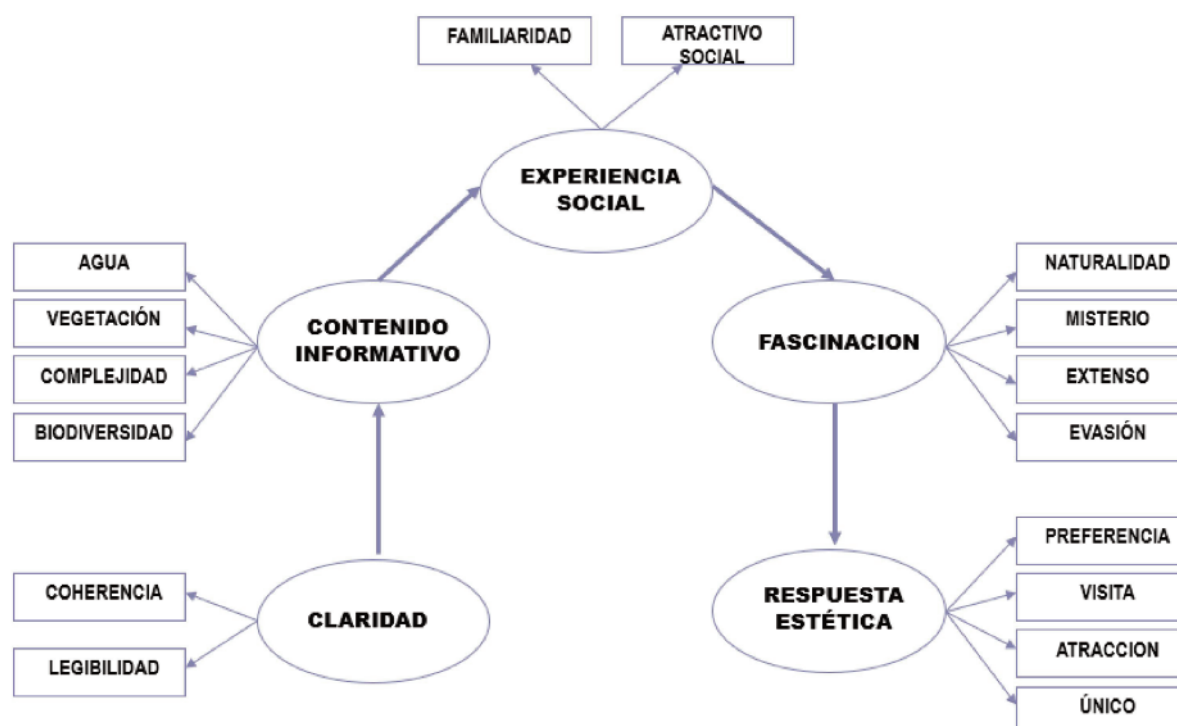 FAMILIARIDAD
ATRACTIVO
SOCIAL
EXPERIENCIA
SOCIAL
AGUA
VEGETACIÓN
COMPLEJIDAD
BIODIVERSIDAD
CONTENIDO
INFORMATIVO
FASCINACION
NATURALIDAD
MISTERIO
EXTENSO
EVASIÓN
COHERENCIA
LEGIBILIDAD
CLARIDAD
RESPUESTA
ESTÉTICA
PREFERENCIA
VISITA
ATRACCION
ÚNICO